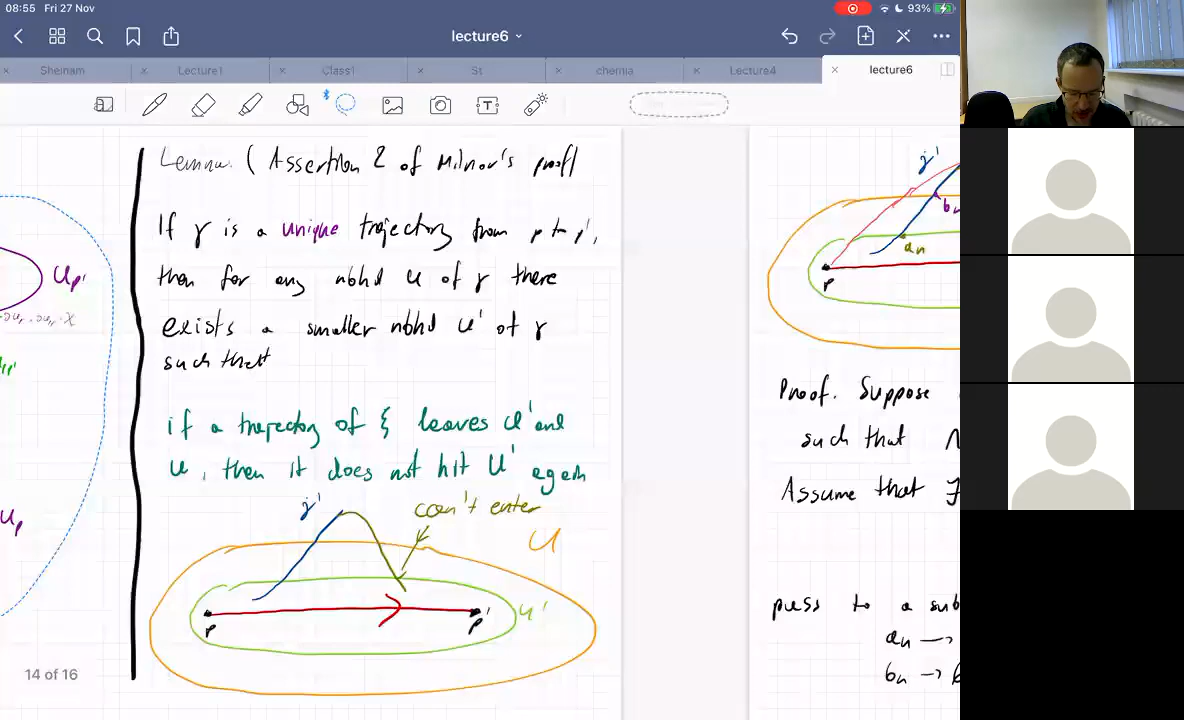 08:55 Fri 27 Nov
93%
lecture6
Sheinam
Lecture1
Class1
St
chernia
Lecture4
lecture6
Lemma. ( Assertion 2 of Milnor's proof)
If γ is a unique trajectory from p to p',
then for any nbhd U of γ there
exists a smaller nbhd U' of γ
such that
if a trajectory of ξ leaves U' and
U, then it does not hit U' again
γ'
can't enter
U
p
p'
U'
14 of 16
Up'
Up
γ'
bn
an
p
Proof. Suppose
such that
Assume that ∃
pass to a sub
an →
bn → b